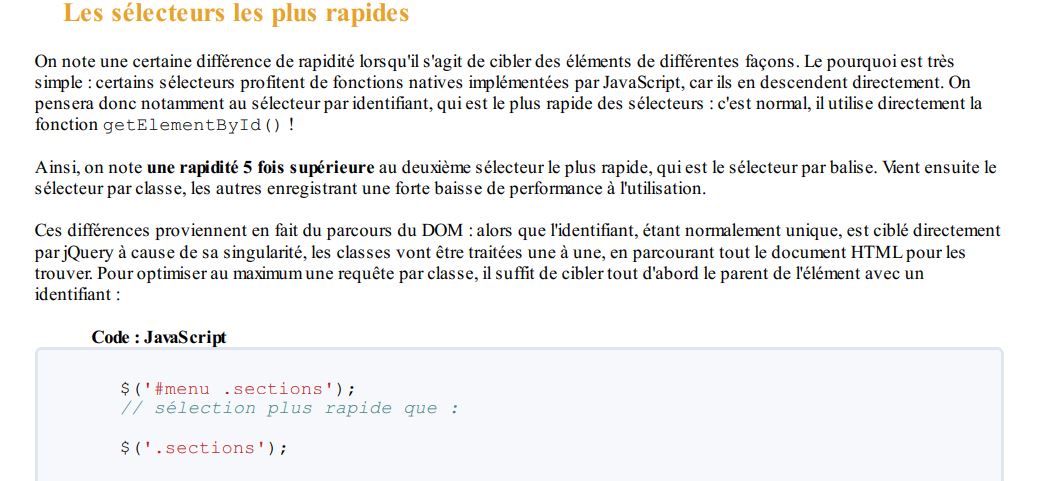 Les sélecteurs les plus rapides
On note une certaine différence de rapidité lorsqu'il s'agit de cibler des éléments de différentes façons. Le pourquoi est très
simple : certains sélecteurs profitent de fonctions natives implémentées par JavaScript, car ils en descendent directement. On
pensera donc notamment au sélecteur par identifiant, qui est le plus rapide des sélecteurs : c'est normal, il utilise directement la
fonction getElementById() !
Ainsi, on note une rapidité 5 fois supérieure au deuxième sélecteur le plus rapide, qui est le sélecteur par balise. Vient ensuite le
sélecteur par classe, les autres enregistrant une forte baisse de performance à l'utilisation.
Ces différences proviennent en fait du parcours du DOM : alors que l'identifiant, étant normalement unique, est ciblé directement
par jQuery à cause de sa singularité, les classes vont être traitées une à une, en parcourant tout le document HTML pour les
trouver. Pour optimiser au maximum une requête par classe, il suffit de cibler tout d'abord le parent de l'élément avec un
identifiant :
Code : JavaScript
$('#menu .sections');
// sélection plus rapide que :
$('.sections');